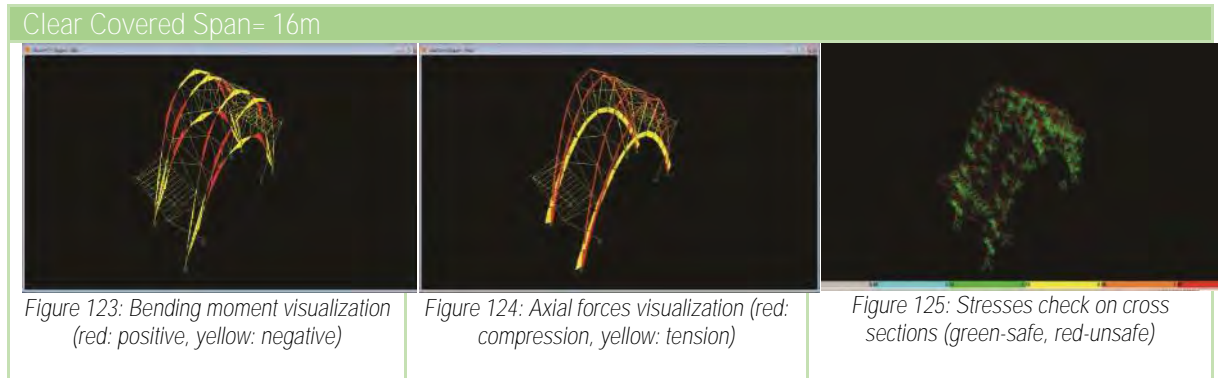 Clear Covered Span= 16m
Figure 123: Bending moment visualization
(red: positive, yellow: negative)
Figure 124: Axial forces visualization (red:
compression, yellow: tension)
Figure 125: Stresses check on cross
sections (green-safe, red-unsafe)